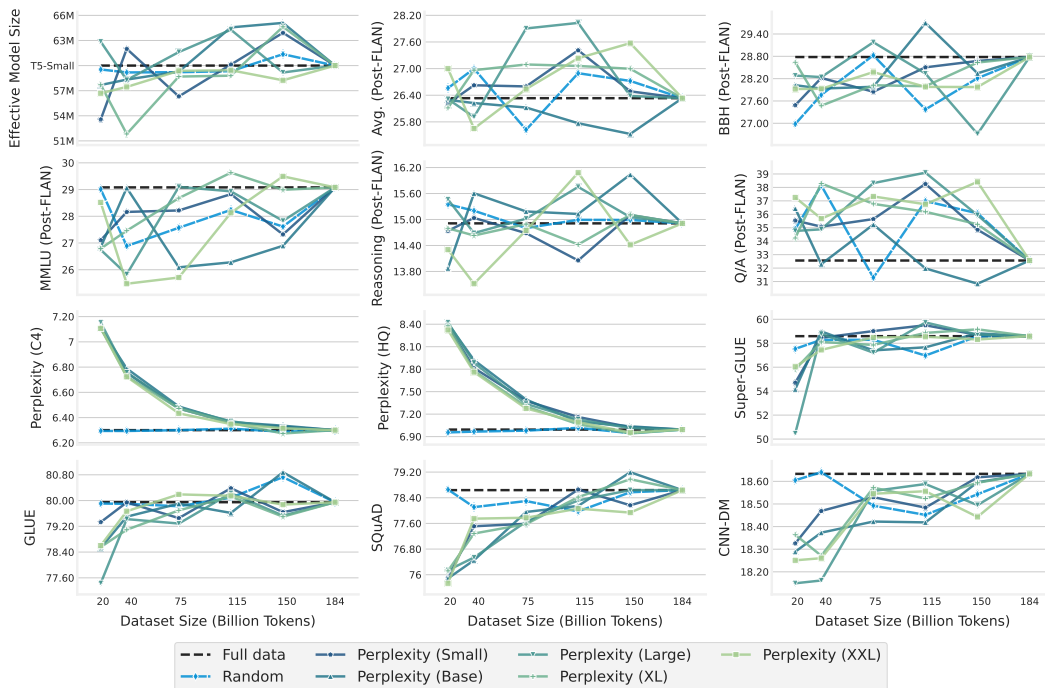 Effective Model Size
66M
63M
T5-Small
57M
54M
51M
Avg. (Post-FLAN)
28.20
27.60
27.00
26.40
25.80
BBH (Post-FLAN)
29.40
28.80
28.20
27.60
27.00
MMLU (Post-FLAN)
30
29
28
27
26
Reasoning (Post-FLAN)
16.20
15.60
15.00
14.40
13.80
Q/A (Post-FLAN)
39
38
37
36
35
34
33
32
31
Perplexity (C4)
7.20
7
6.80
6.60
6.40
6.20
Perplexity (HQ)
8.40
8.10
7.80
7.50
7.20
6.90
Super-GLUE
60
58
56
54
52
50
GLUE
80.80
80.00
79.20
78.40
77.60
20 40 75 115 150 184
Dataset Size (Billion Tokens)
SQuAD
79.20
78.40
77.60
76.80
76
20 40 75 115 150 184
Dataset Size (Billion Tokens)
CNN-DM
18.60
18.50
18.40
18.30
18.20
20 40 75 115 150 184
Dataset Size (Billion Tokens)
Full data Perplexity (Small) Perplexity (Large) Perplexity (XXL)
Random Perplexity (Base) Perplexity (XL)